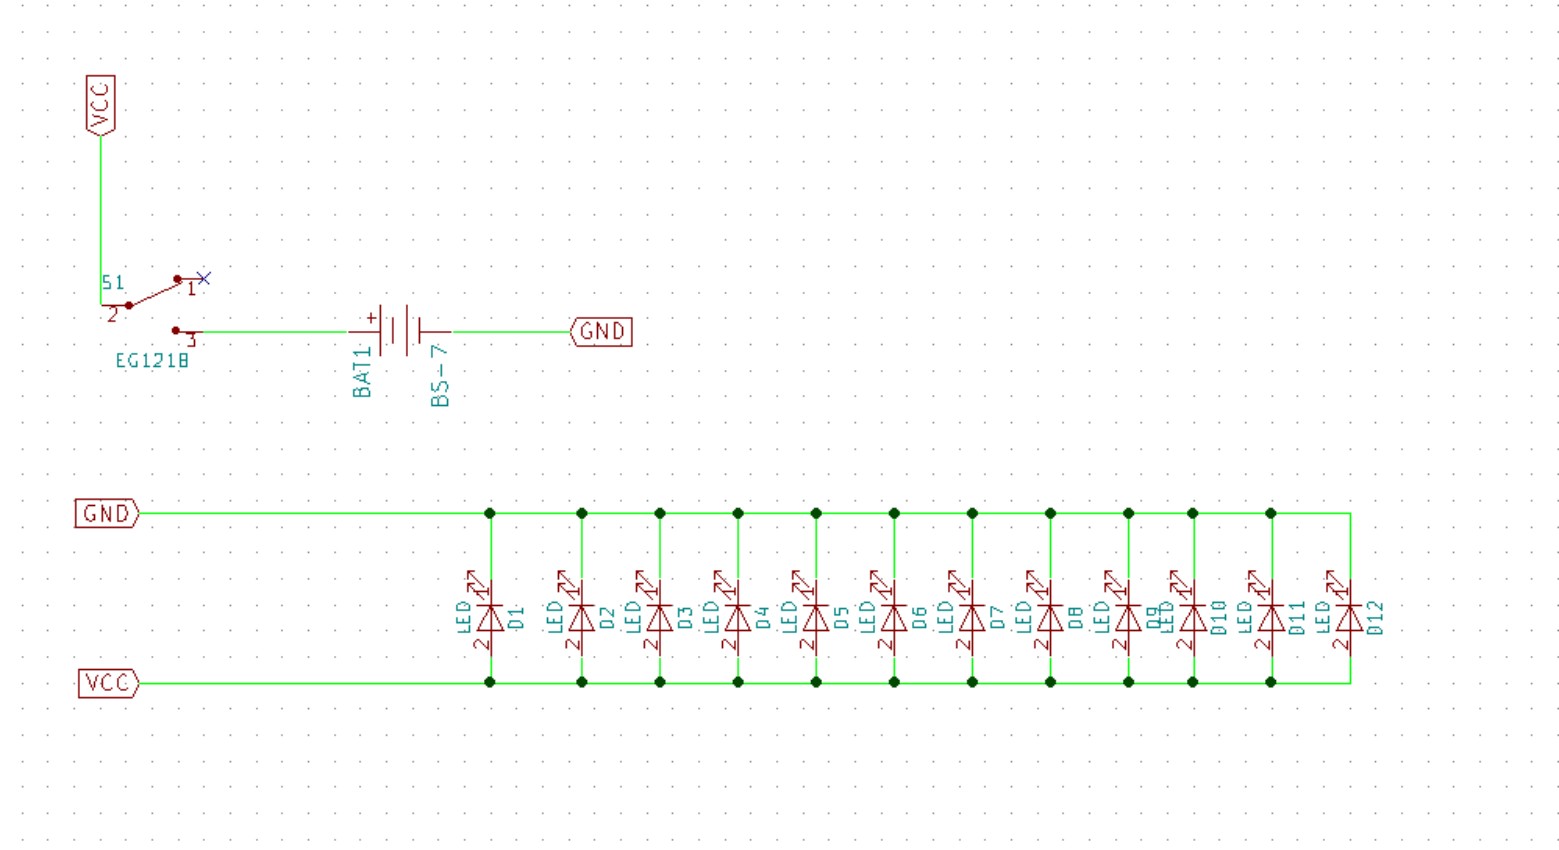 VCC
S1
1
2
3
EG1218
+
BAT1
BS-7
GND
GND
LED 1 2 D1
LED 1 2 D2
LED 1 2 D3
LED 1 2 D4
LED 1 2 D5
LED 1 2 D6
LED 1 2 D7
LED 1 2 D8
LED 1 2 D9
LED 1 2 D10
LED 1 2 D11
LED 1 2 D12
VCC